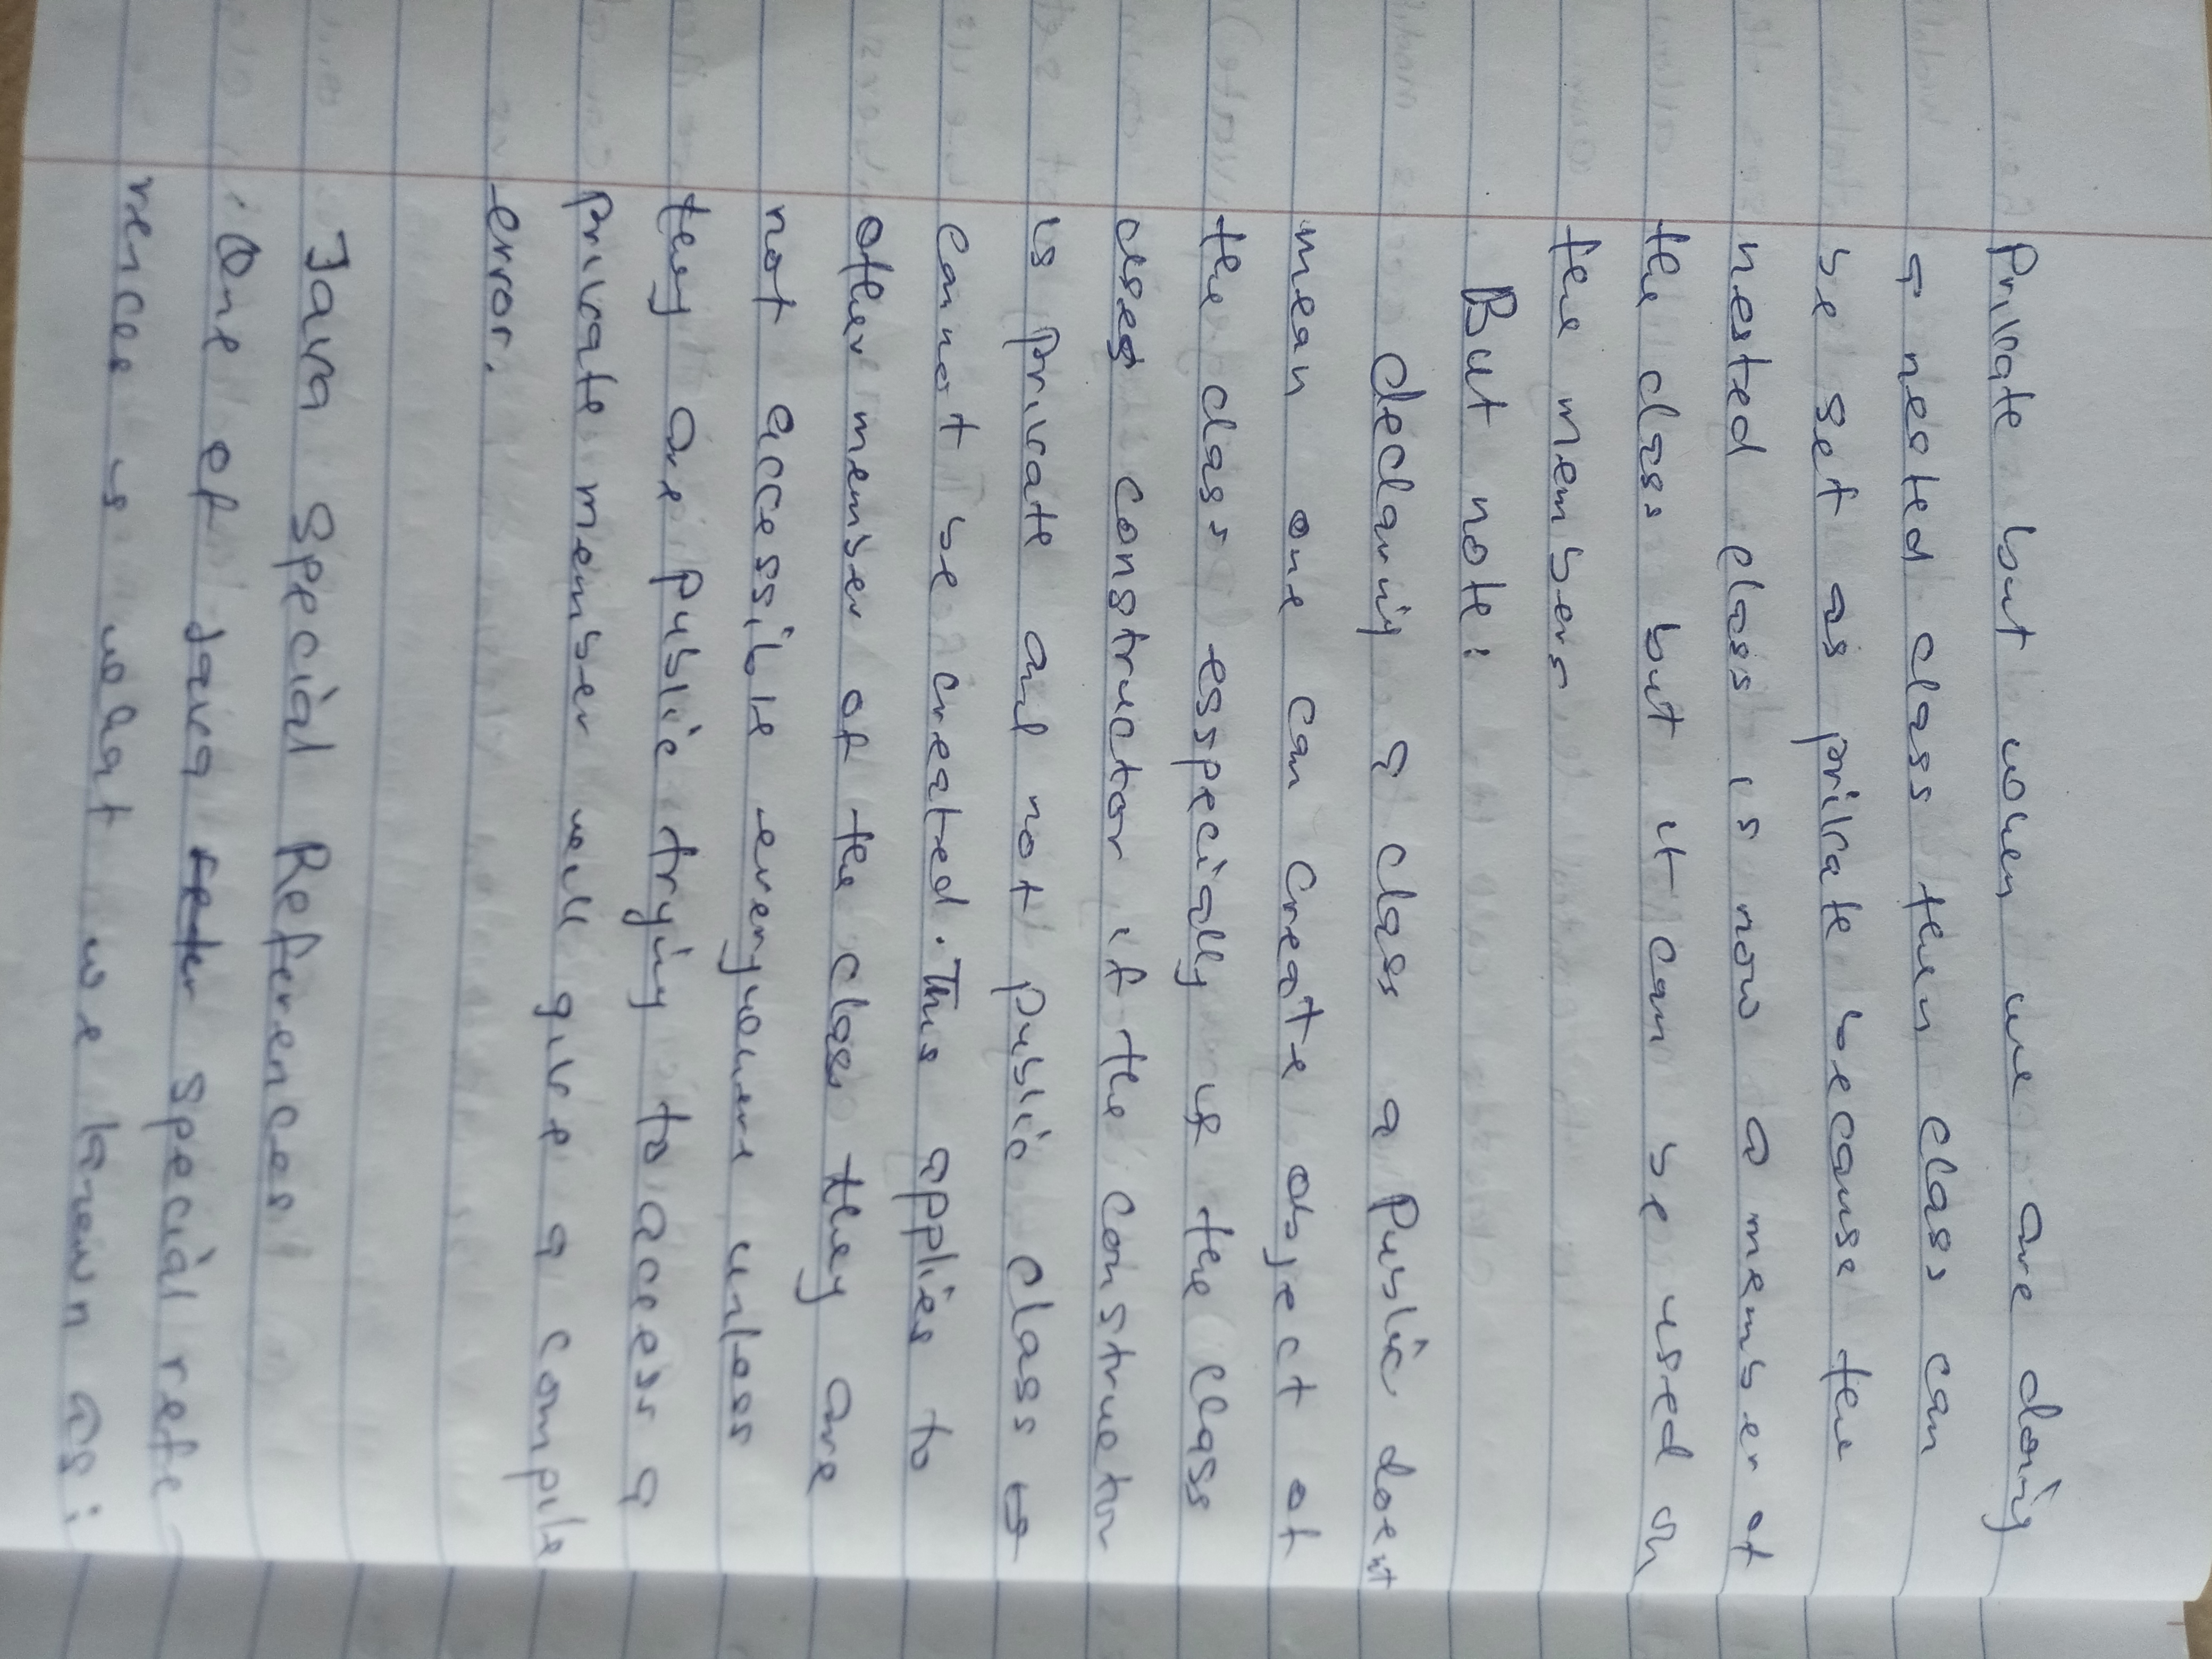 Private but when we are doing
a nested class then class can
be set as private because the
nested class is now a member of
the class but it can be used on
the members
But note:
declaring a class a Public doesnt
mean one can create object of
the class especially if the class
uses constructor if the constructor
is private and not public class
cannot be created. This applies to
other member of the class they are
not accessible everywhere unless
they are public trying to access a
private member will give a compile
error.
Java Special References
One of Java special refe-
rences is what we known as: